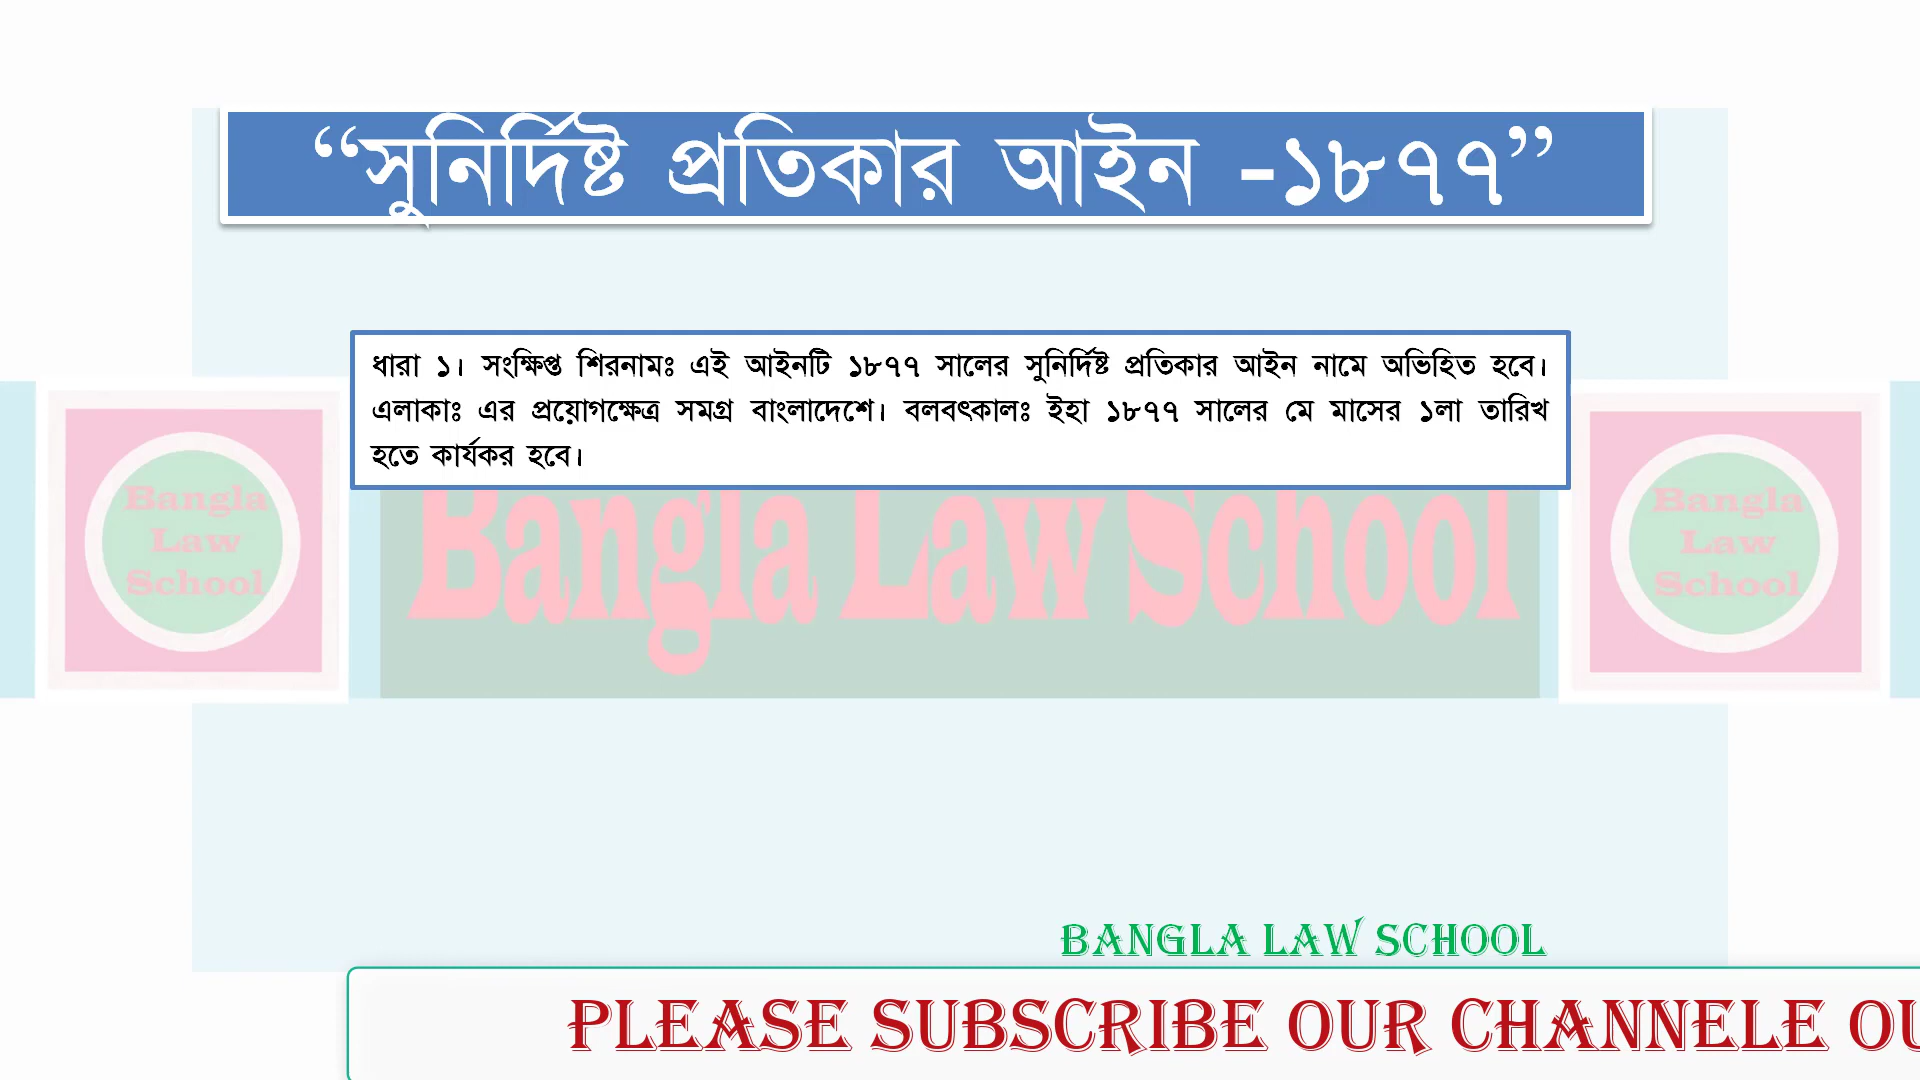 “সুনির্দিষ্ট প্রতিকার আইন -১৮৭৭”
ধারা ১। সংক্ষিপ্ত শিরনামঃ এই আইনটি ১৮৭৭ সালের সুনির্দিষ্ট প্রতিকার আইন নামে অভিহিত হবে।
এলাকাঃ এর প্রয়োগক্ষেত্র সমগ্র বাংলাদেশে। বলবৎকালঃ ইহা ১৮৭৭ সালের মে মাসের ১লা তারিখ
হতে কার্যকর হবে।
Bangla
Law
School
Bangla Law School
Bangla
Law
School
BANGLA LAW SCHOOL
PLEASE SUBSCRIBE OUR CHANNELE OU